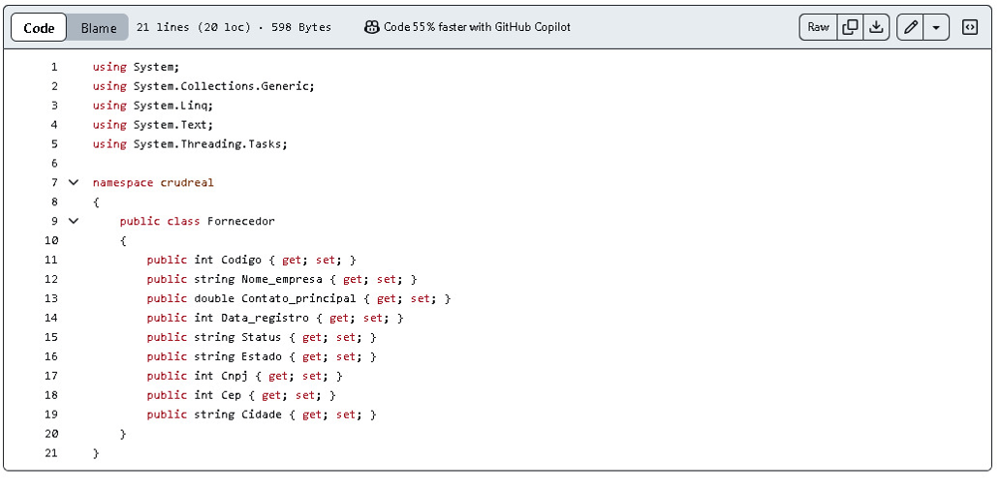 Code Blame 21 lines (20 loc) · 598 Bytes Code 55% faster with GitHub Copilot Raw
1 using System;
2 using System.Collections.Generic;
3 using System.Linq;
4 using System.Text;
5 using System.Threading.Tasks;
6
7 namespace crudreal
8 {
9 public class Fornecedor
10 {
11 public int Codigo { get; set; }
12 public string Nome_empresa { get; set; }
13 public double Contato_principal { get; set; }
14 public int Data_registro { get; set; }
15 public string Status { get; set; }
16 public string Estado { get; set; }
17 public int Cnpj { get; set; }
18 public int Cep { get; set; }
19 public string Cidade { get; set; }
20 }
21 }